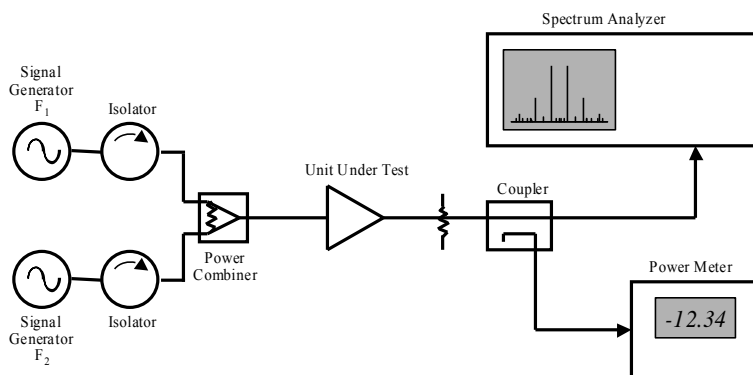 Spectrum Analyzer
Signal
Generator
F1
Isolator
Unit Under Test
Coupler
Power
Combiner
Power Meter
-12.34
Signal
Generator
F2
Isolator